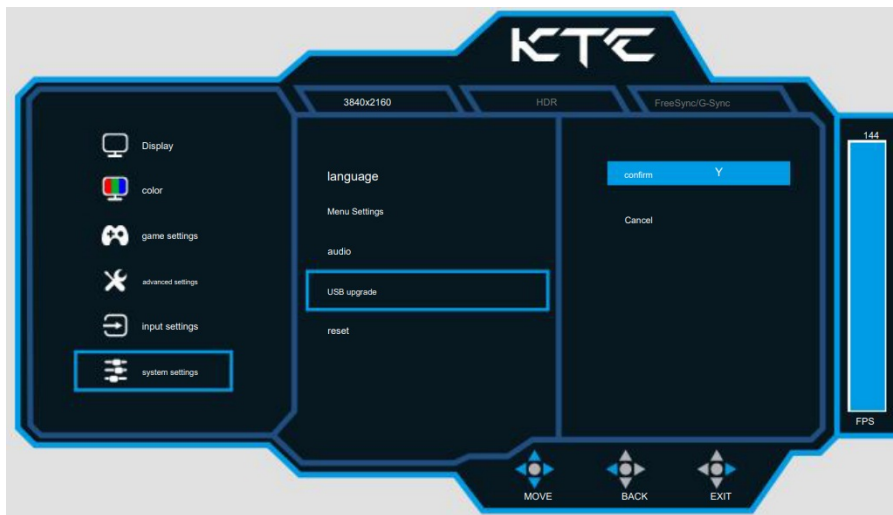 KTC
3840x2160
HDR
FreeSync/G-Sync
Display
color
game settings
advanced settings
input settings
system settings
language
Menu Settings
audio
USB upgrade
reset
confirm Y
Cancel
144
FPS
MOVE
BACK
EXIT